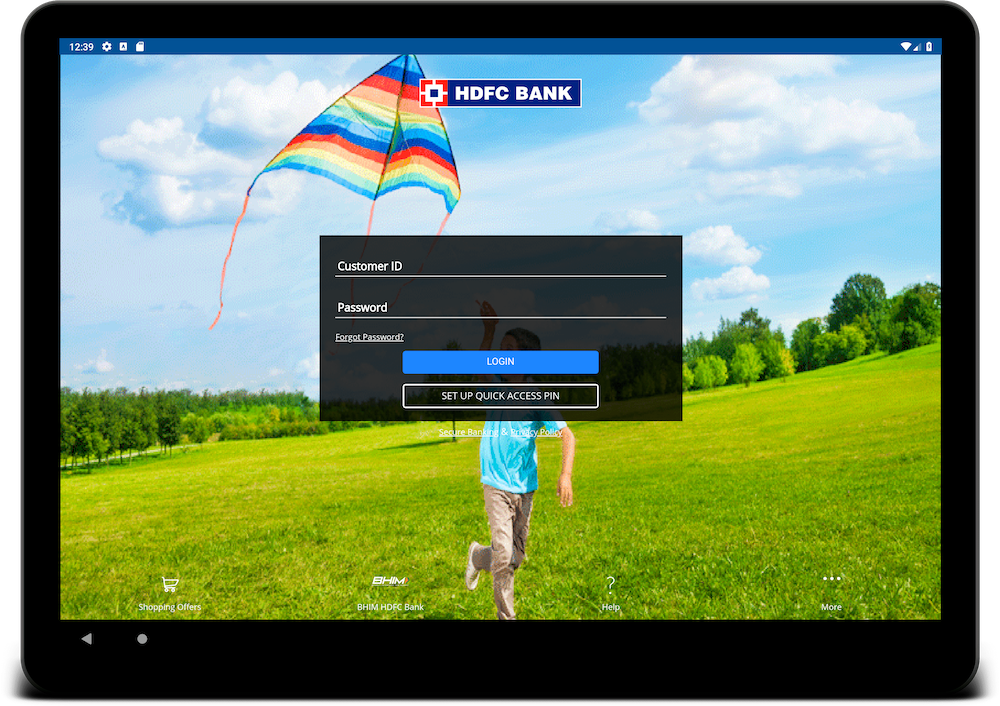 12:39
HDFC BANK
Customer ID
Password
Forgot Password?
LOGIN
SET UP QUICK ACCESS PIN
Secure Banking & Privacy Policy
BHIM
Shopping Offers
BHIM HDFC Bank
?
Help
More